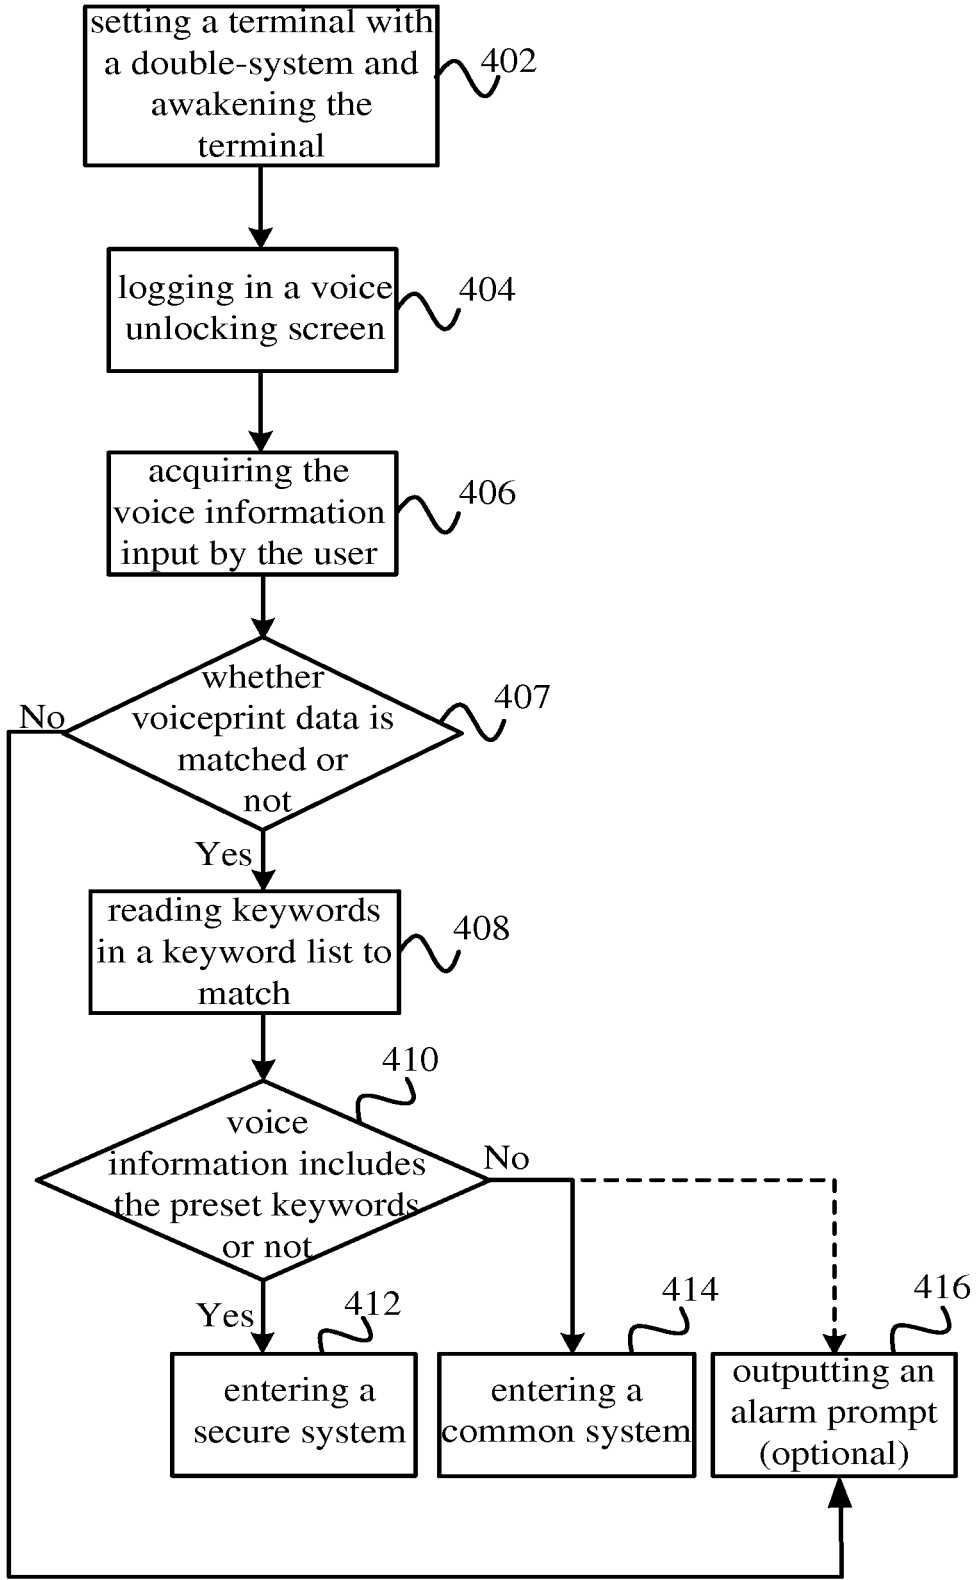 setting a terminal with
a double-system and
awakening the
terminal
402
logging in a voice
unlocking screen
404
acquiring the
voice information
input by the user
406
whether
voiceprint data is
matched or
not
407
No
Yes
reading keywords
in a keyword list to
match
408
410
voice
information includes
the preset keywords
or not
No
Yes
412
414
416
entering a
secure system
entering a
common system
outputting an
alarm prompt
(optional)